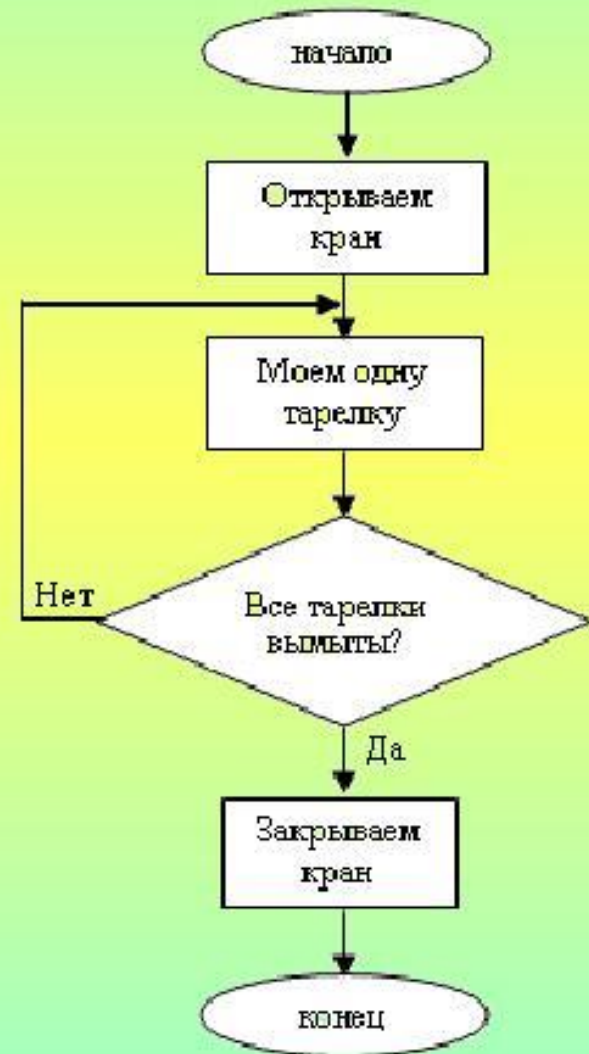 начало
Открываем
кран
Моем одну
тарелку
Все тарелки
вымыты?
Нет
Да
Закрываем
кран
конец